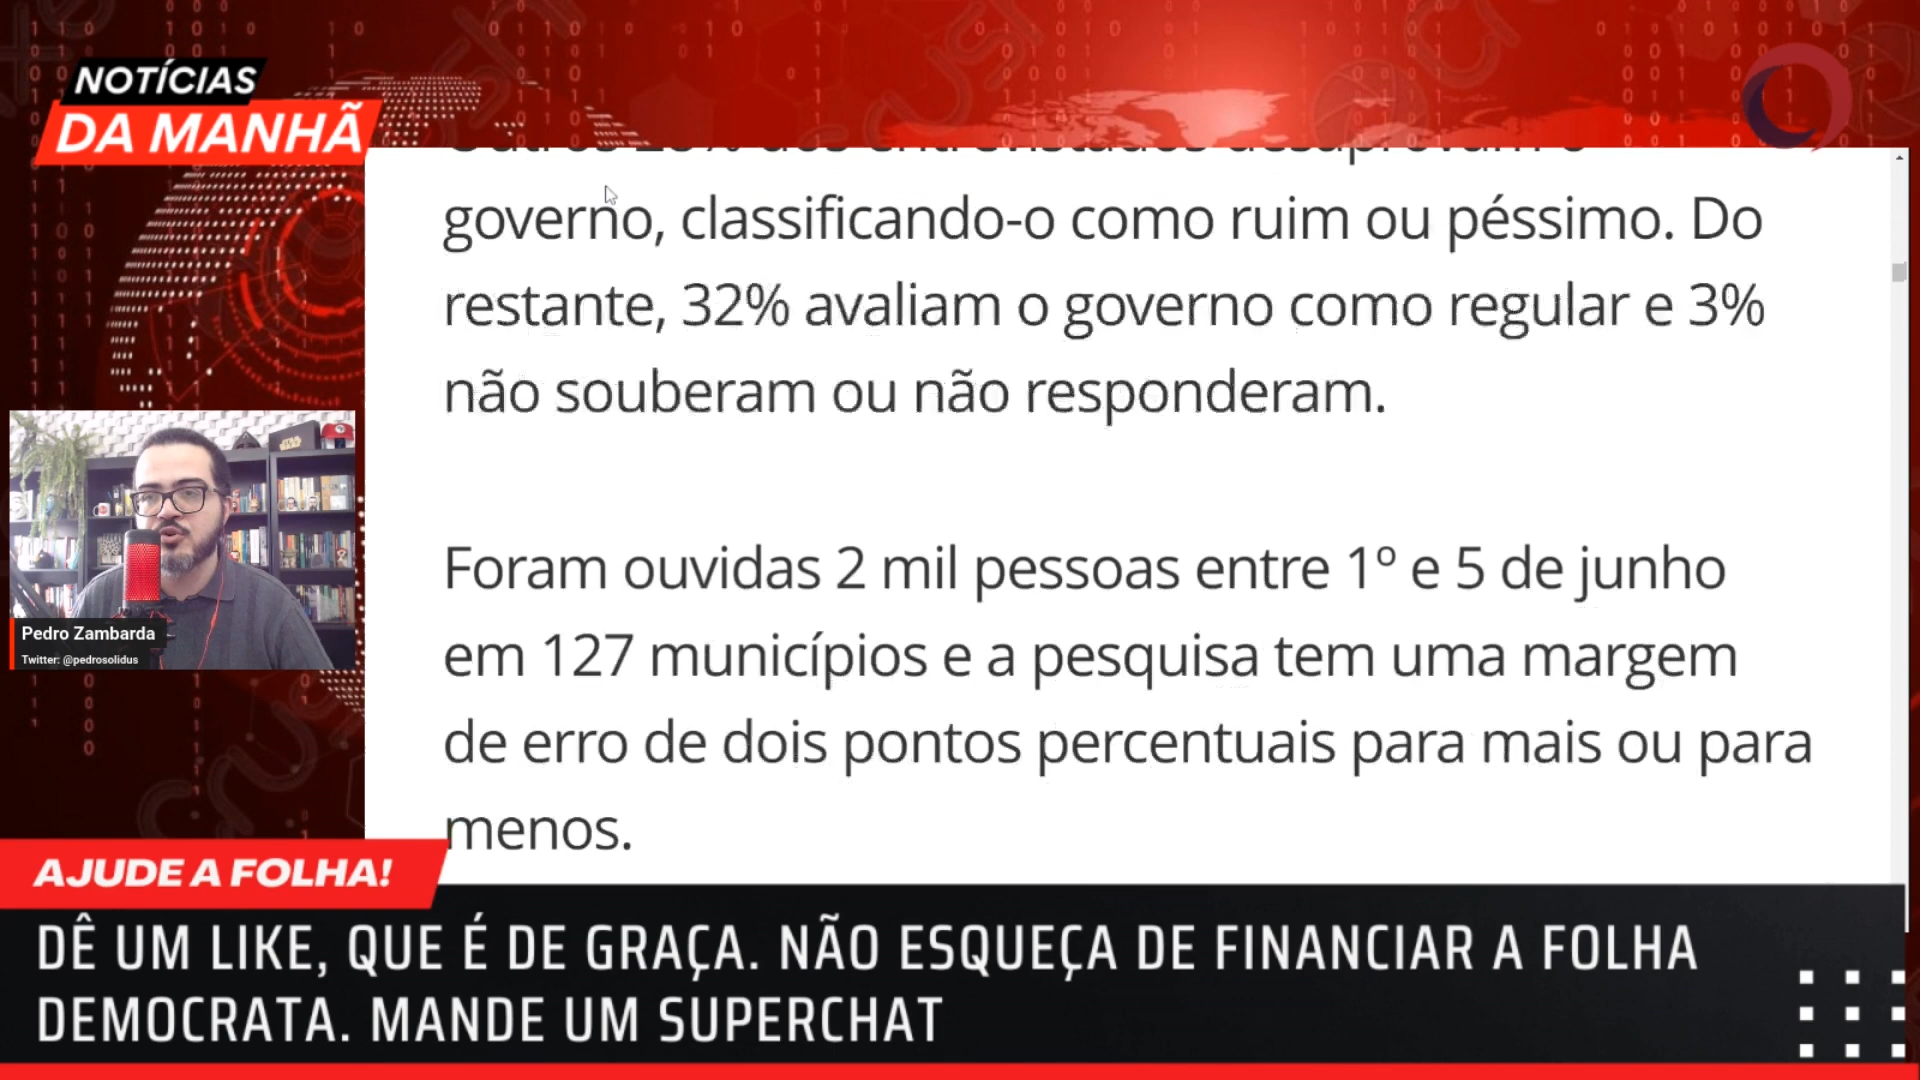 NOTÍCIAS
DA MANHÃ
governo, classificando-o como ruim ou péssimo. Do
restante, 32% avaliam o governo como regular e 3%
não souberam ou não responderam.
Foram ouvidas 2 mil pessoas entre 1º e 5 de junho
em 127 municípios e a pesquisa tem uma margem
de erro de dois pontos percentuais para mais ou para
menos.
Pedro Zambarda
Twitter: @pedrosolidus
AJUDE A FOLHA!
DÊ UM LIKE, QUE É DE GRAÇA. NÃO ESQUEÇA DE FINANCIAR A FOLHA
DEMOCRATA. MANDE UM SUPERCHAT